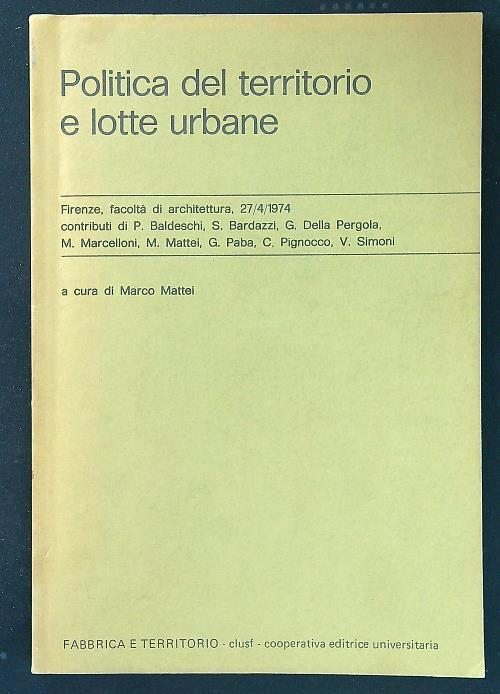 Politica del territorio
e lotte urbane
Firenze, facoltà di architettura, 27/4/1974
contributi di P. Baldeschi, S. Bardazzi, G. Della Pergola,
M. Marcelloni, M. Mattei, G. Paba, C. Pignocco, V. Simoni
a cura di Marco Mattei
FABBRICA E TERRITORIO - clusf - cooperativa editrice universitaria